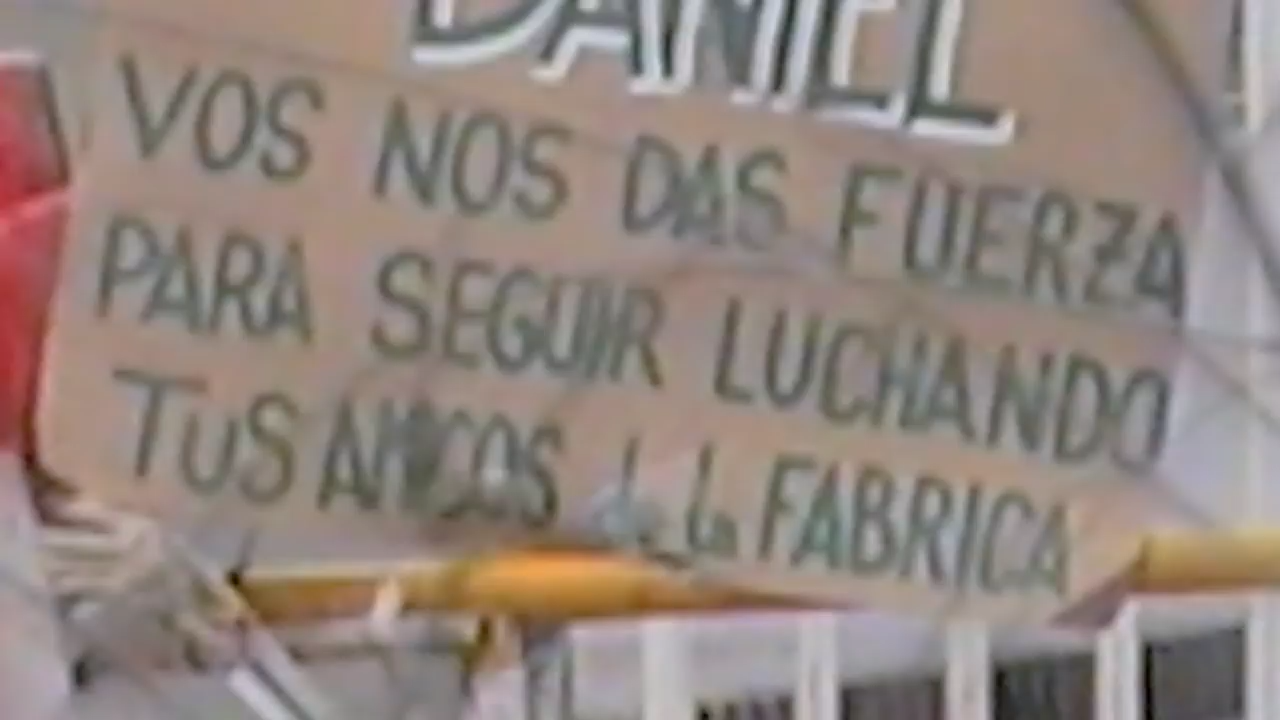 DANIEL
VOS NOS DAS FUERZA
PARA SEGUIR LUCHANDO
TUS AMIGOS de la FABRICA